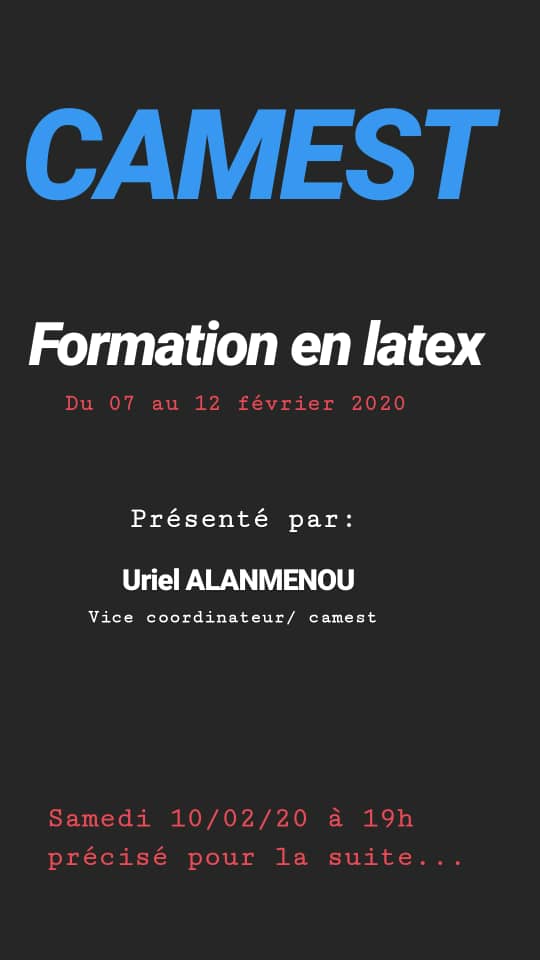 CAMEST
Formation en latex
Du 07 au 12 février 2020
Présenté par:
Uriel ALANMENOU
Vice coordinateur/ camest
Samedi 10/02/20 à 19h
précisé pour la suite...